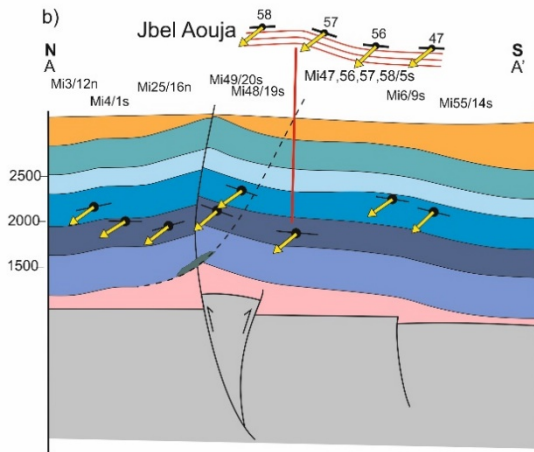 b)
Jbel Aouja
58
57
56
47
N
A
S
A'
Mi3/12n
Mi4/1s
Mi25/16n
Mi49/20s
Mi48/19s
Mi47,56,57,58/5s
Mi6/9s
Mi55/14s
2500
2000
1500